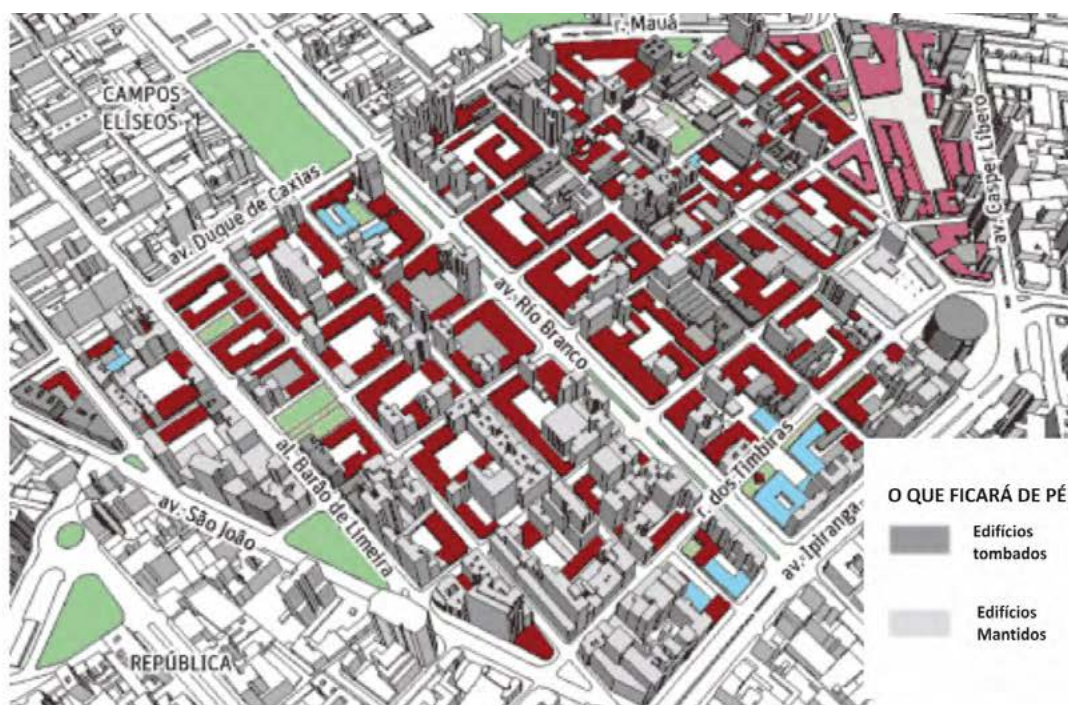 r. Mauá
CAMPOS
ELÍSEOS
av. Duque de Caxias
av. Cásper Líbero
av. Rio Branco
r. dos Timbiras
al. Barão de Limeira
av. São João
av. Ipiranga
REPÚBLICA
O QUE FICARÁ DE PÉ
Edifícios
tombados
Edifícios
Mantidos